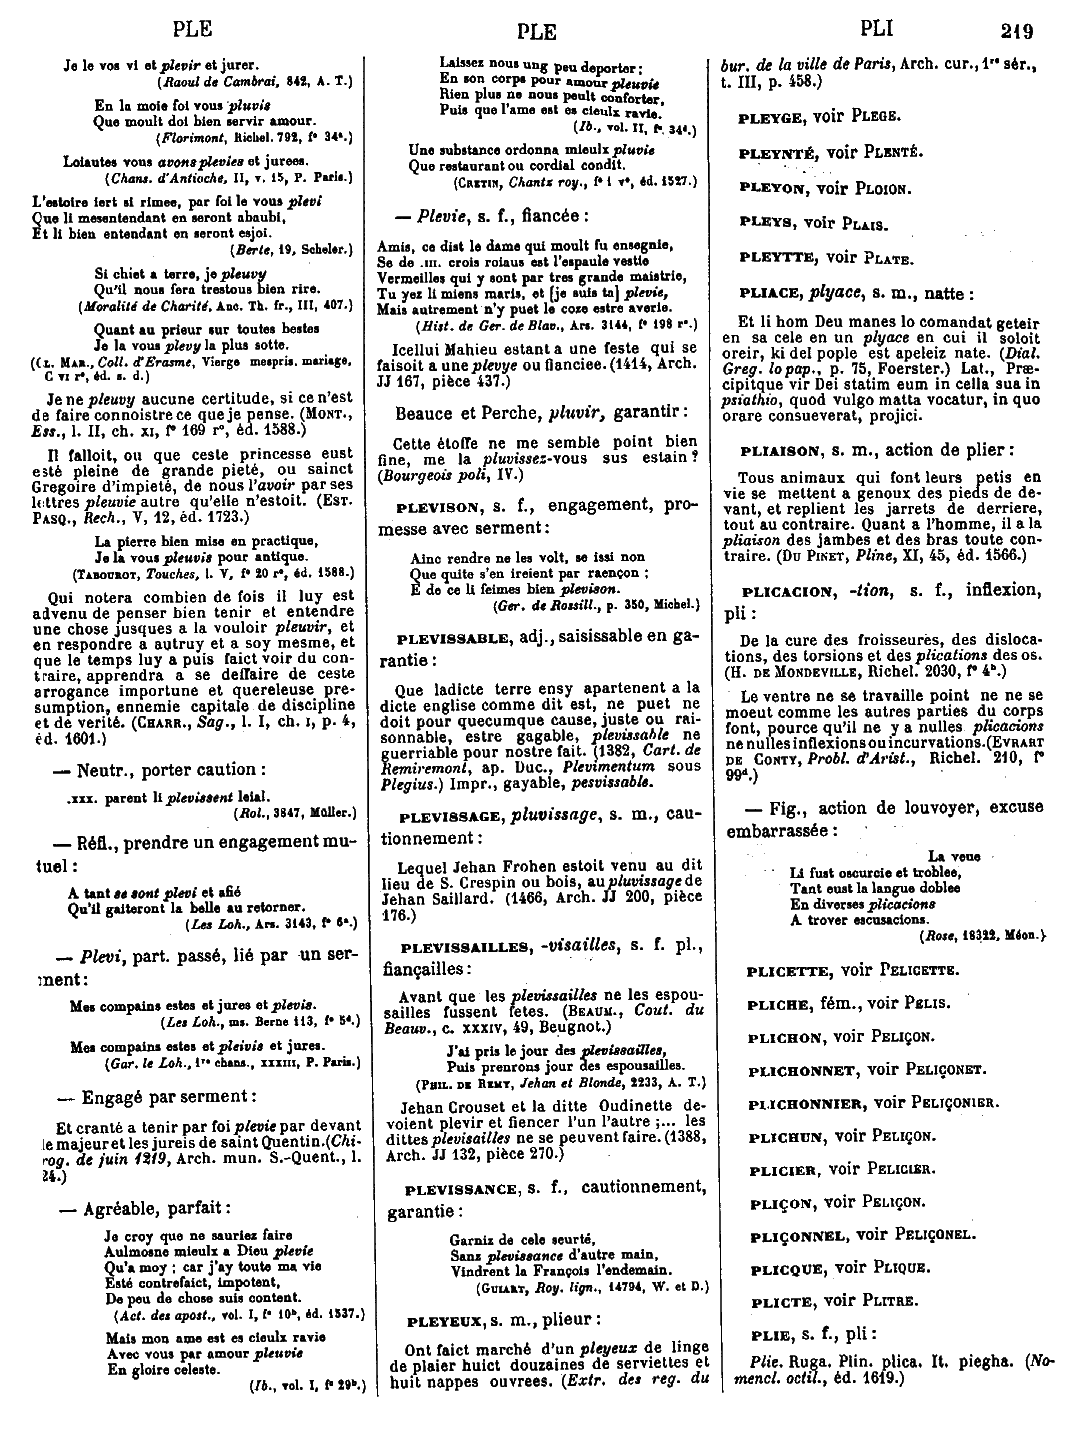 PLE
PLE
PLI
219
Je le vos vi et plevir et jurer.
(Raoul de Cambrai, 842, A. T.)
En la moie foi vous pluvis
Que moult doi bien servir amour.
(Florimont, Richel. 792, f° 34ª.)
Loiautes vous avons plevies et jurees.
(Chans. d'Antioche, II, v. 15, P. Paris.)
L'estoire iert si rimee, par foi le vous plevi
Que li mesentendant en seront abaubi,
Et li bien entendant en seront esjoi.
(Berte, 19, Scheler.)
Si chiet a terre, je pleuvy
Qu'il nous fera trestous bien rire.
(Moralité de Charité, Anc. Th. fr., III, 407.)
Quant au prieur sur toutes bestes
Je la vous plevy la plus sotte.
(CL. MAR., Coll. d'Erasme, Vierge mespris. mariage,
C VI r°, éd. s. d.)
Je ne pleuvy aucune certitude, si ce n'est
de faire connoistre ce que je pense. (MONT.,
Ess., l. II, ch. XI, f° 169 r°, éd. 1588.)
Il falloit, ou que ceste princesse eust
esté pleine de grande pieté, ou sainct
Gregoire d'impieté, de nous l'avoir par ses
lettres pleuvie autre qu'elle n'estoit. (EST.
PASQ., Rech., V, 12, éd. 1723.)
La pierre bien mise en practique,
Je la vous pleuvis pour antique.
(TABOUROT, Touches, l. V, f° 20 r°, éd. 1588.)
Qui notera combien de fois il luy est
advenu de penser bien tenir et entendre
une chose jusques a la vouloir pleuvir, et
en respondre a autruy et a soy mesme, et
que le temps luy a puis faict voir du con-
traire, apprendra a se deffaire de ceste
arrogance importune et quereleuse pre-
sumption, ennemie capitale de discipline
et de verité. (CHARR., Sag., l. I, ch. I, p. 4,
éd. 1601.)
— Neutr., porter caution :
.XXX. parent li plevissent leial.
(Rol., 3847, Müller.)
— Réfl., prendre un engagement mu-
tuel :
A tant se sont plevi et afié
Qu'il gaiteront la belle au retorner.
(Les Loh., Ars. 3143, f° 6ª.)
— Plevi, part. passé, lié par un ser-
ment :
Mes compains estes et jures et plevis.
(Les Loh., ms. Berne 113, f° 5ᵈ.)
Mes compains estes et pleivis et jures.
(Gar. le Loh., 1ʳᵉ chans., XXXIII, P. Paris.)
— Engagé par serment :
Et cranté a tenir par foi plevie par devant
le majeur et les jureis de saint Quentin. (Chi-
rog. de juin 1219, Arch. mun. S.-Quent., l.
24.)
— Agréable, parfait :
Je croy que ne sauriez faire
Aulmosne mieulx a Dieu plevie
Qu'a moy ; car j'ay toute ma vie
Esté contrefaict, impotent,
De peu de chose suis content.
(Act. des apost., vol. I, f° 10ᵇ, éd. 1537.)
Mais mon ame est es cieulx ravie
Avec vous par amour pleuvie
En gloire celeste.
(Ib., vol. I, f° 29ᵇ.)
Laissez nous ung peu deporter ;
En son corps pour amour pleuvie
Rien plus ne nous peult conforter,
Puis que l'ame est es cieulx ravie.
(Ib., vol. II, f° 34ᵈ.)
Une substance ordonna mieulx pluvie
Que restaurant ou cordial condit.
(CRETIN, Chants roy., f° 1 v°, éd. 1527.)
— Plevie, s. f., fiancée :
Amis, ce dist le dame qui moult fu ensegnie,
Se de .III. crois roiaus est l'espaule vestie
Vermeilles qui y sont par tres grande maistrie,
Tu yez li miens maris, et [je suis ta] plevie,
Mais autrement n'y puet le coze estre averie.
(Hist. de Ger. de Blav., Ars. 3144, f° 198 r°.)
Icellui Mahieu estant a une feste qui se
faisoit a une plevye ou fianciee. (1414, Arch.
JJ 167, pièce 437.)
Beauce et Perche, pluvir, garantir :
Cette étoffe ne me semble point bien
fine, me la pluvissez-vous sus estain ?
(Bourgeois poli, IV.)
PLEVISON, s. f., engagement, pro-
messe avec serment :
Ainc rendre ne les volt, se issi non
Que quite s'en ireient par raençon ;
E de ce li feimes bien plevison.
(Ger. de Rossill., p. 350, Michel.)
PLEVISSABLE, adj., saisissable en ga-
rantie :
Que ladicte terre ensy apartenent a la
dicte englise comme dit est, ne puet ne
doit pour quecumque cause, juste ou rai-
sonnable, estre gagable, plevissable ne
guerriable pour nostre fait. (1382, Cart. de
Remiremont, ap. Duc., Plevimentum sous
Plegius.) Impr., gayable, pesvissable.
PLEVISSAGE, pluvissage, s. m., cau-
tionnement :
Lequel Jehan Frohen estoit venu au dit
lieu de S. Crespin ou bois, au pluvissage de
Jehan Saillard. (1466, Arch. JJ 200, pièce
176.)
PLEVISSAILLES, -visailles, s. f. pl.,
fiançailles :
Avant que les plevissailles ne les espou-
sailles fussent fetes. (BEAUM., Cout. du
Beauv., c. XXXIV, 49, Beugnot.)
J'ai pris le jour des plevissailles,
Puis prenrons jour des espousailles.
(PHIL. DE REMY, Jehan et Blonde, 2233, A. T.)
Jehan Crouset et la ditte Oudinette de-
voient plevir et fiencer l'un l'autre ;... les
dittes plevisailles ne se peuvent faire. (1388,
Arch. JJ 132, pièce 270.)
PLEVISSANCE, s. f., cautionnement,
garantie :
Garniz de cele seurté,
Sanz plevissance d'autre main,
Vindrent la François l'endemain.
(GUIART, Roy. lign., 14794, W. et D.)
PLEYEUX, s. m., plieur :
Ont faict marché d'un pleyeux de linge
de plaier huict douzaines de serviettes et
huit nappes ouvrees. (Extr. des reg. du
bur. de la ville de Paris, Arch. cur., 1ʳᵉ sér.,
t. III, p. 458.)
PLEYGE, voir PLEGE.
PLEYNTÉ, voir PLENTÉ.
PLEYON, voir PLOION.
PLEYS, voir PLAIS.
PLEYTTE, voir PLATE.
PLIACE, plyace, s. m., natte :
Et li hom Deu manes lo comandat geteir
en sa cele en un plyace en cui il soloit
oreir, ki del pople est apeleiz nate. (Dial.
Greg. lo pap., p. 75, Foerster.) Lat., Præ-
cipitque vir Dei statim eum in cella sua in
psiathio, quod vulgo matta vocatur, in quo
orare consueverat, projici.
PLIAISON, s. m., action de plier :
Tous animaux qui font leurs petis en
vie se mettent a genoux des pieds de de-
vant, et replient les jarrets de derriere,
tout au contraire. Quant a l'homme, il a la
pliaison des jambes et des bras toute con-
traire. (DU PINET, Pline, XI, 45, éd. 1566.)
PLICACION, -tion, s. f., inflexion,
pli :
De la cure des froisseures, des disloca-
tions, des torsions et des plications des os.
(H. DE MONDEVILLE, Richel. 2030, f° 4ᵇ.)
Le ventre ne se travaille point ne ne se
moeut comme les autres parties du corps
font, pource qu'il ne y a nulles plicacions
ne nulles inflexions ou incurvations. (EVRART
DE CONTY, Probl. d'Arist., Richel. 210, f°
99ᵈ.)
— Fig., action de louvoyer, excuse
embarrassée :
La veue
Li fust oscurcie et troblee,
Tant eust la langue doblee
En diverses plicacions
A trover escusacions.
(Rose, 18322, Méon.)
PLICETTE, voir PELICETTE.
PLICHE, fém., voir PELIS.
PLICHON, voir PELIÇON.
PLICHONNET, voir PELIÇONET.
PLICHONNIER, voir PELIÇONIER.
PLICHUN, voir PELIÇON.
PLICIER, voir PELICIER.
PLIÇON, voir PELIÇON.
PLIÇONNEL, voir PELIÇONEL.
PLICQUE, voir PLIQUE.
PLICTE, voir PLITRE.
PLIE, s. f., pli :
Plie. Ruga. Plin. plica. It. piegha. (No-
mencl. octil., éd. 1619.)